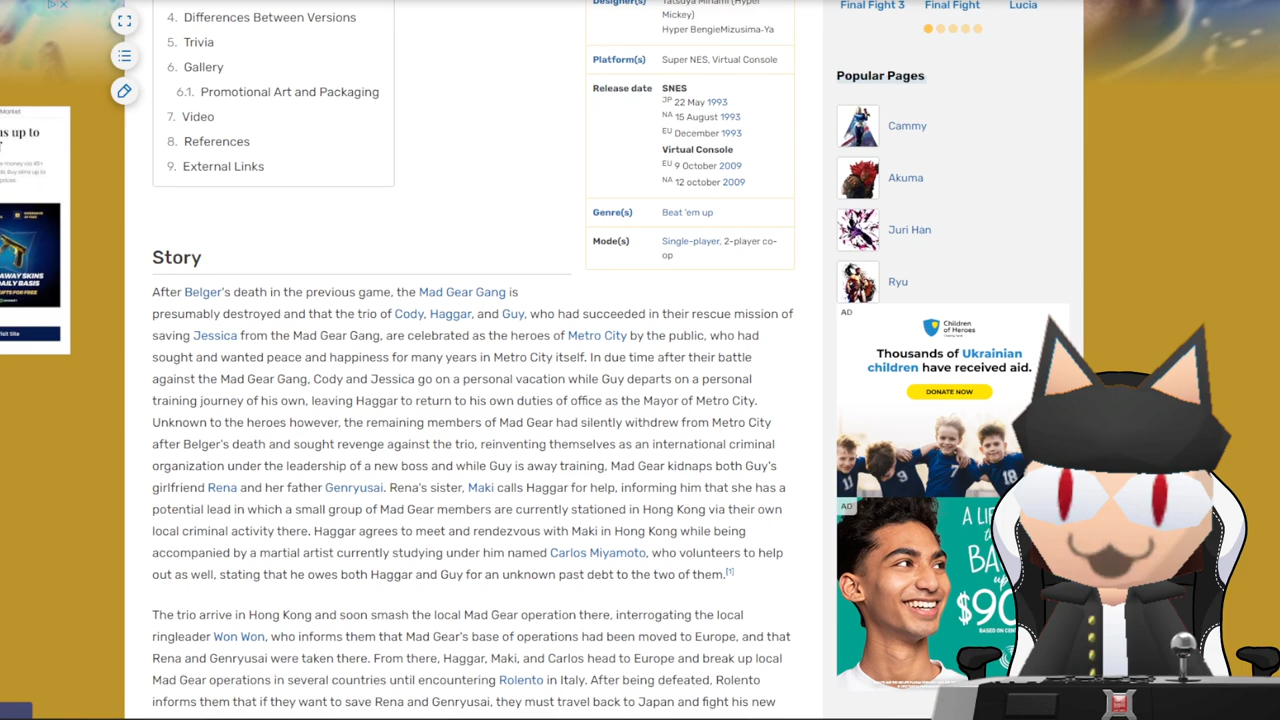 4. Differences Between Versions
5. Trivia
6. Gallery
6.1. Promotional Art and Packaging
7. Video
8. References
9. External Links
Mickey)
Hyper BengieMizusima-Ya
Platform(s) Super NES, Virtual Console
Release date SNES
JP 22 May 1993
NA 15 August 1993
EU December 1993
Virtual Console
EU 9 October 2009
NA 12 october 2009
Genre(s) Beat 'em up
Mode(s) Single-player, 2-player co-
op
Story
After Belger's death in the previous game, the Mad Gear Gang is
presumably destroyed and that the trio of Cody, Haggar, and Guy, who had succeeded in their rescue mission of
saving Jessica from the Mad Gear Gang, are celebrated as the heroes of Metro City by the public, who had
sought and wanted peace and happiness for many years in Metro City itself. In due time after their battle
against the Mad Gear Gang, Cody and Jessica go on a personal vacation while Guy departs on a personal
training journey of his own, leaving Haggar to return to his own duties of office as the Mayor of Metro City.
Unknown to the heroes however, the remaining members of Mad Gear had silently withdrew from Metro City
after Belger's death and sought revenge against the trio, reinventing themselves as an international criminal
organization under the leadership of a new boss and while Guy is away training, Mad Gear kidnaps both Guy's
girlfriend Rena and her father Genryusai. Rena's sister, Maki calls Haggar for help, informing him that she has a
potential lead in which a small group of Mad Gear members are currently stationed in Hong Kong via their own
local criminal activity there. Haggar agrees to meet and rendezvous with Maki in Hong Kong while being
accompanied by a martial artist currently studying under him named Carlos Miyamoto, who volunteers to help
out as well, stating that he owes both Haggar and Guy for an unknown past debt to the two of them.[1]
The trio arrive in Hong Kong and soon smash the local Mad Gear operation there, interrogating the local
ringleader Won Won, who informs them that Mad Gear's base of operations had been moved to Europe, and that
Rena and Genryusai were taken there. From there, Haggar, Maki, and Carlos head to Europe and break up local
Mad Gear operations in several countries until encountering Rolento in Italy. After being defeated, Rolento
informs them that if they want to save Rena and Genryusai, they must travel back to Japan and fight his new
Final Fight 3 Final Fight Lucia
Popular Pages
Cammy
Akuma
Juri Han
Ryu
AD
Children
of Heroes
Thousands of Ukrainian
children have received aid.
DONATE NOW
9 7 18
AD
A LI
BA
up
$90
AWAY SKINS
Visit Site